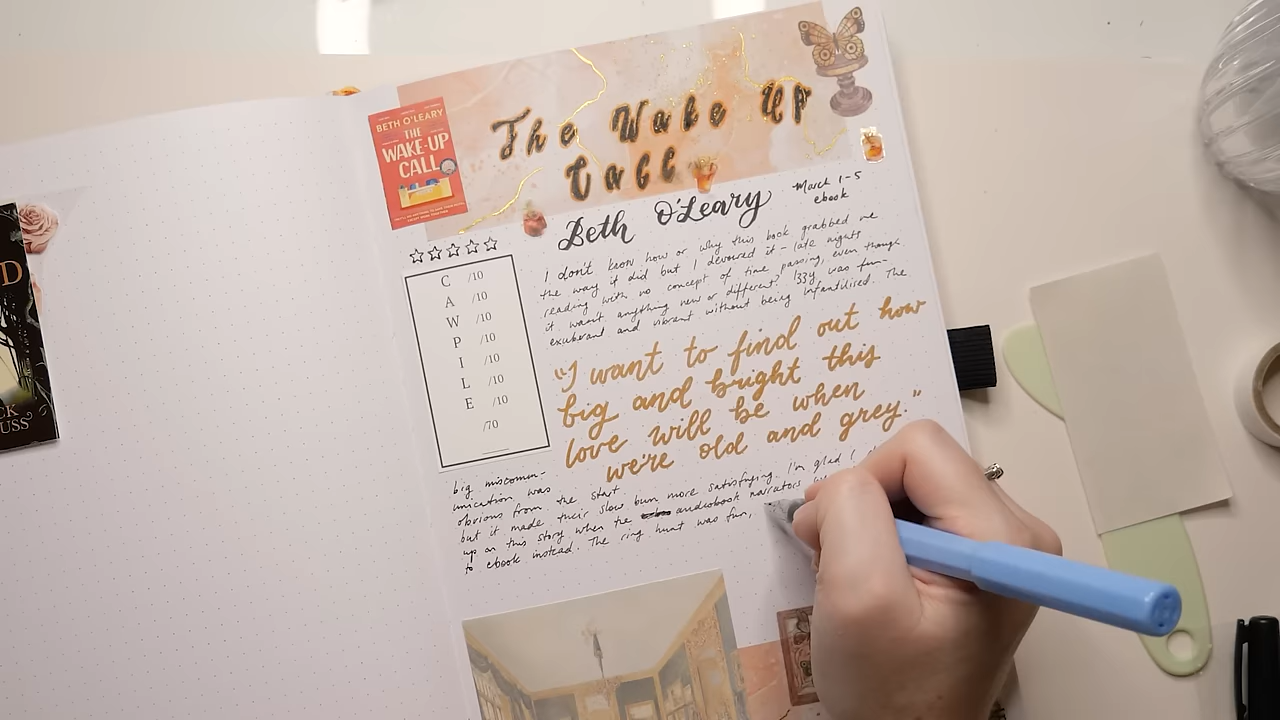 D
CK
USS
BETH O'LEARY
THE
WAKE-UP
CALL
The Wake Up
Call
Beth O'Leary
March 1-5
ebook
C /10
A /10
W /10
P /10
I /10
L /10
E /10
/70
I don't know how or why this book grabbed me
the way it did but I devoured it - late nights
reading with no concept of time passing, even though
it wasn't anything new or different? Izzy was fun-
exuberant and vibrant without being infantilised. The
"I want to find out how
big and bright this
love will be when
we're old and grey."
big miscommu-
nication was
obvious from the start
but it made their slow burn more satisfying. I'm glad I
up on this story when the audiobook narrators
to ebook instead. The ring hunt was fun,